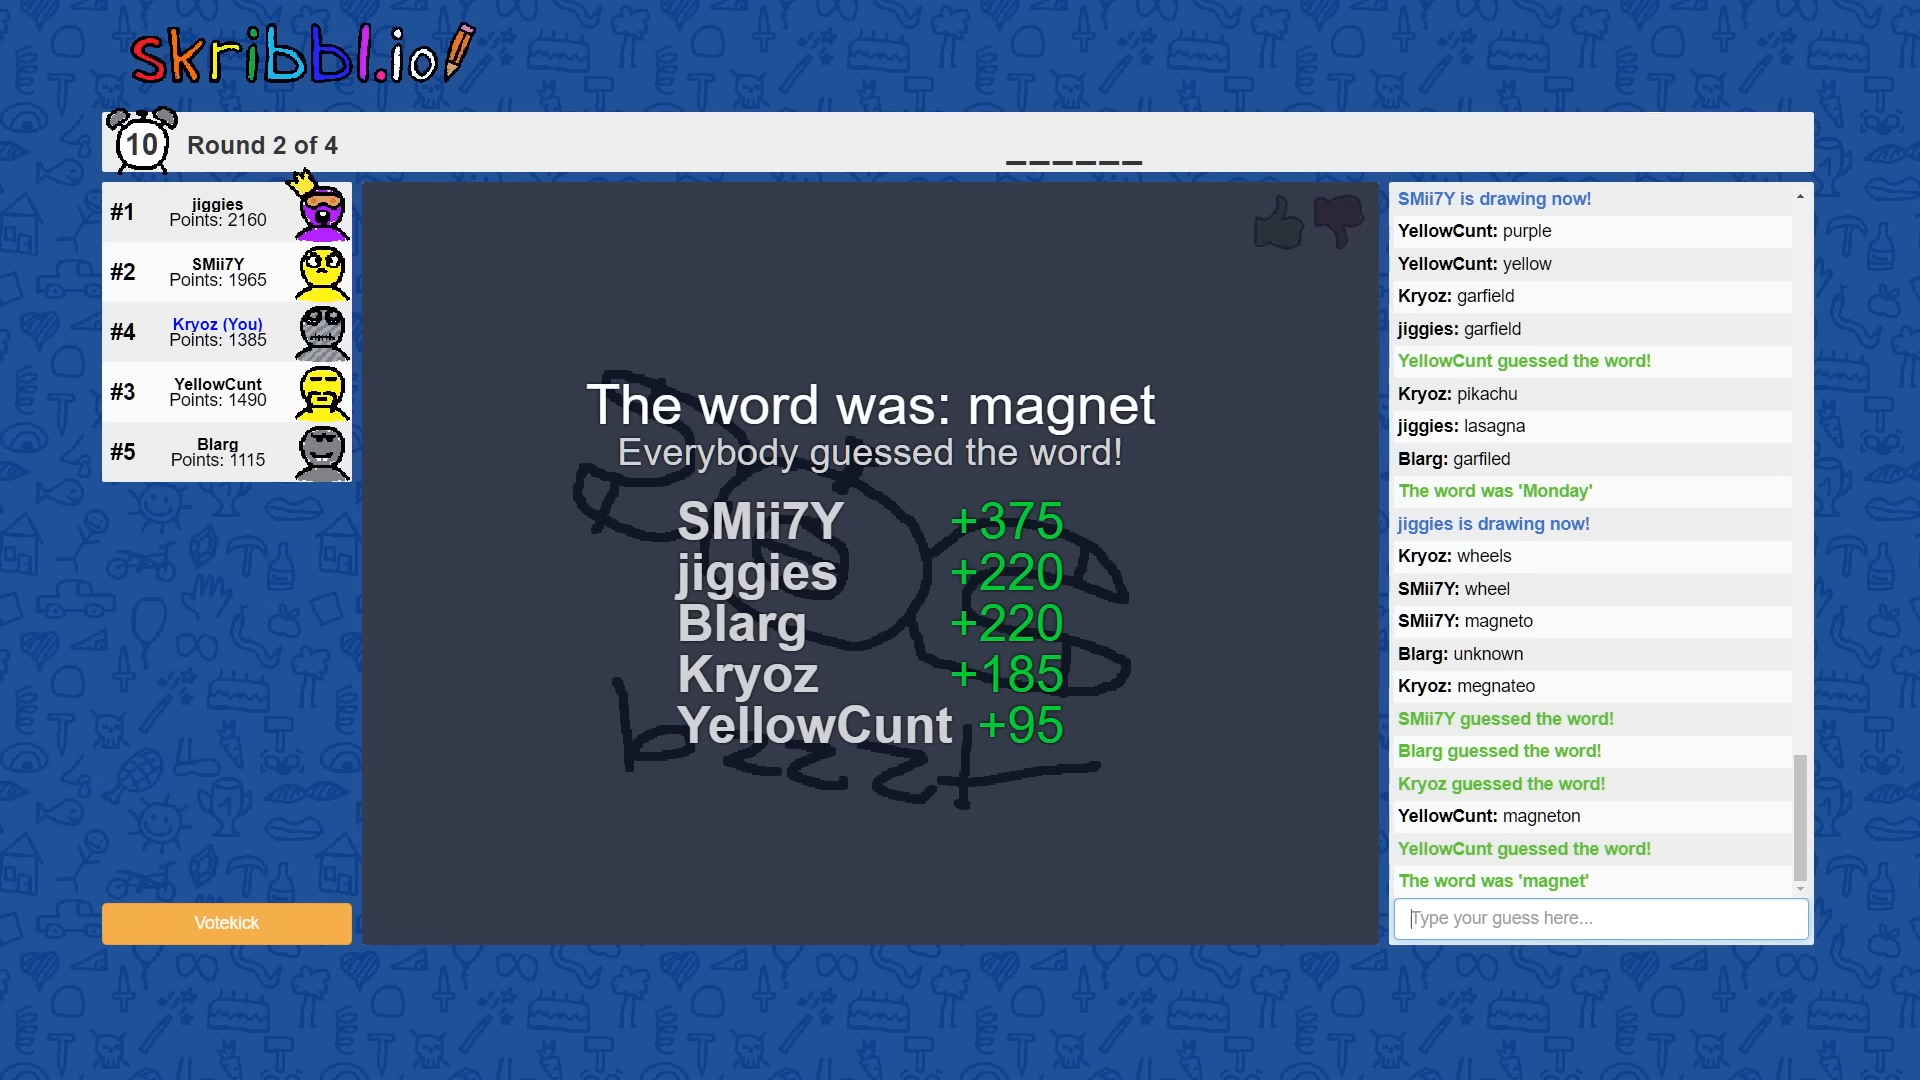 skribbl.io
10
Round 2 of 4
______
#1
jiggies
Points: 2160
#2
SMii7Y
Points: 1965
#4
Kryoz (You)
Points: 1385
#3
YellowCunt
Points: 1490
#5
Blarg
Points: 1115
Votekick
The word was: magnet
Everybody guessed the word!
SMii7Y +375
jiggies +220
Blarg +220
Kryoz +185
YellowCunt +95
bzzzt
SMii7Y is drawing now!
YellowCunt: purple
YellowCunt: yellow
Kryoz: garfield
jiggies: garfield
YellowCunt guessed the word!
Kryoz: pikachu
jiggies: lasagna
Blarg: garfiled
The word was 'Monday'
jiggies is drawing now!
Kryoz: wheels
SMii7Y: wheel
SMii7Y: magneto
Blarg: unknown
Kryoz: megnateo
SMii7Y guessed the word!
Blarg guessed the word!
Kryoz guessed the word!
YellowCunt: magneton
YellowCunt guessed the word!
The word was 'magnet'
Type your guess here...